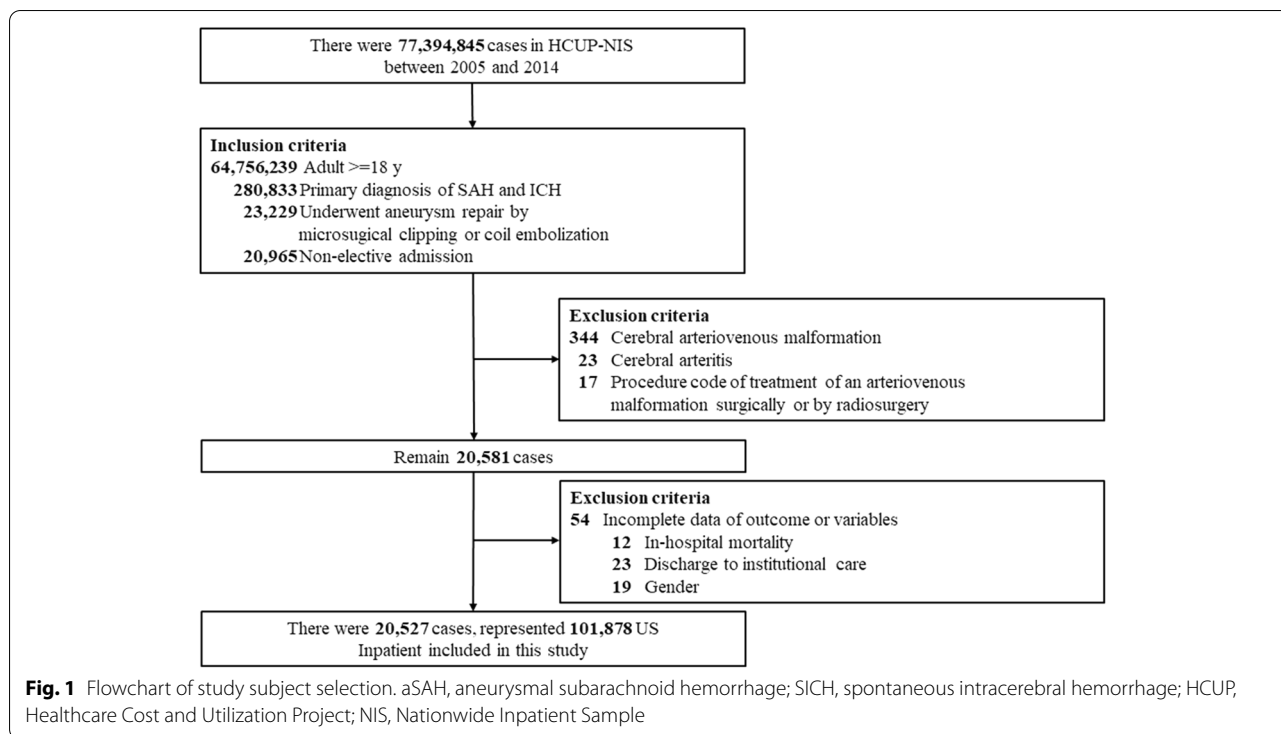 There were 77,394,845 cases in HCUP-NIS
between 2005 and 2014
Inclusion criteria
64,756,239 Adult >=18 y
280,833 Primary diagnosis of SAH and ICH
23,229 Underwent aneurysm repair by
microsugical clipping or coil embolization
20,965 Non-elective admission
Exclusion criteria
344 Cerebral arteriovenous malformation
23 Cerebral arteritis
17 Procedure code of treatment of an arteriovenous
malformation surgically or by radiosurgery
Remain 20,581 cases
Exclusion criteria
54 Incomplete data of outcome or variables
12 In-hospital mortality
23 Discharge to institutional care
19 Gender
There were 20,527 cases, represented 101,878 US
Inpatient included in this study
Fig. 1 Flowchart of study subject selection. aSAH, aneurysmal subarachnoid hemorrhage; SICH, spontaneous intracerebral hemorrhage; HCUP,
Healthcare Cost and Utilization Project; NIS, Nationwide Inpatient Sample